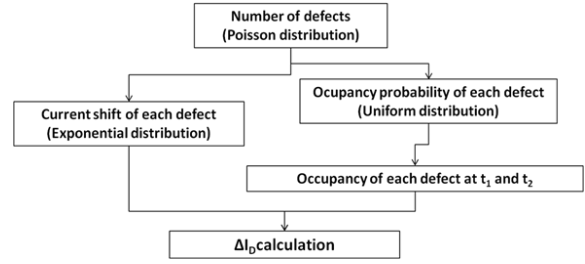 Number of defects
(Poisson distribution)
Current shift of each defect
(Exponential distribution)
Ocupancy probability of each defect
(Uniform distribution)
Occupancy of each defect at t₁ and t₂
ΔI_Dcalculation